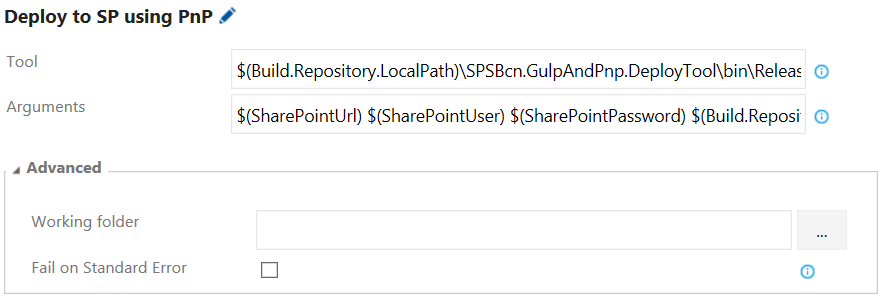 Deploy to SP using PnP
Tool
$(Build.Repository.LocalPath)\SPSBcn.GulpAndPnp.DeployTool\bin\Releas
Arguments
$(SharePointUrl) $(SharePointUser) $(SharePointPassword) $(Build.Reposit
Advanced
Working folder
...
Fail on Standard Error